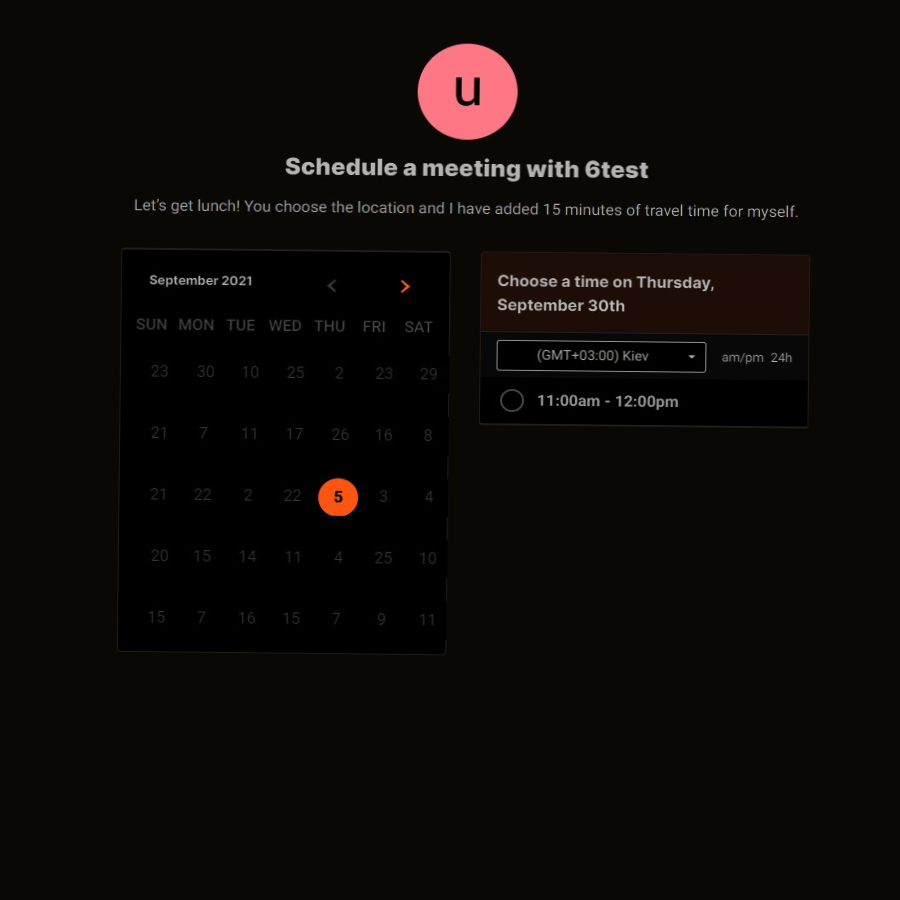 u
Schedule a meeting with 6test
Let's get lunch! You choose the location and I have added 15 minutes of travel time for myself.
September 2021
SUN MON TUE WED THU FRI SAT
23 30 10 25 2 23 29
21 7 11 17 26 16 8
21 22 2 22 5 3 4
20 15 14 11 4 25 10
15 7 16 15 7 9 11
Choose a time on Thursday,
September 30th
(GMT+03:00) Kiev am/pm 24h
11:00am - 12:00pm